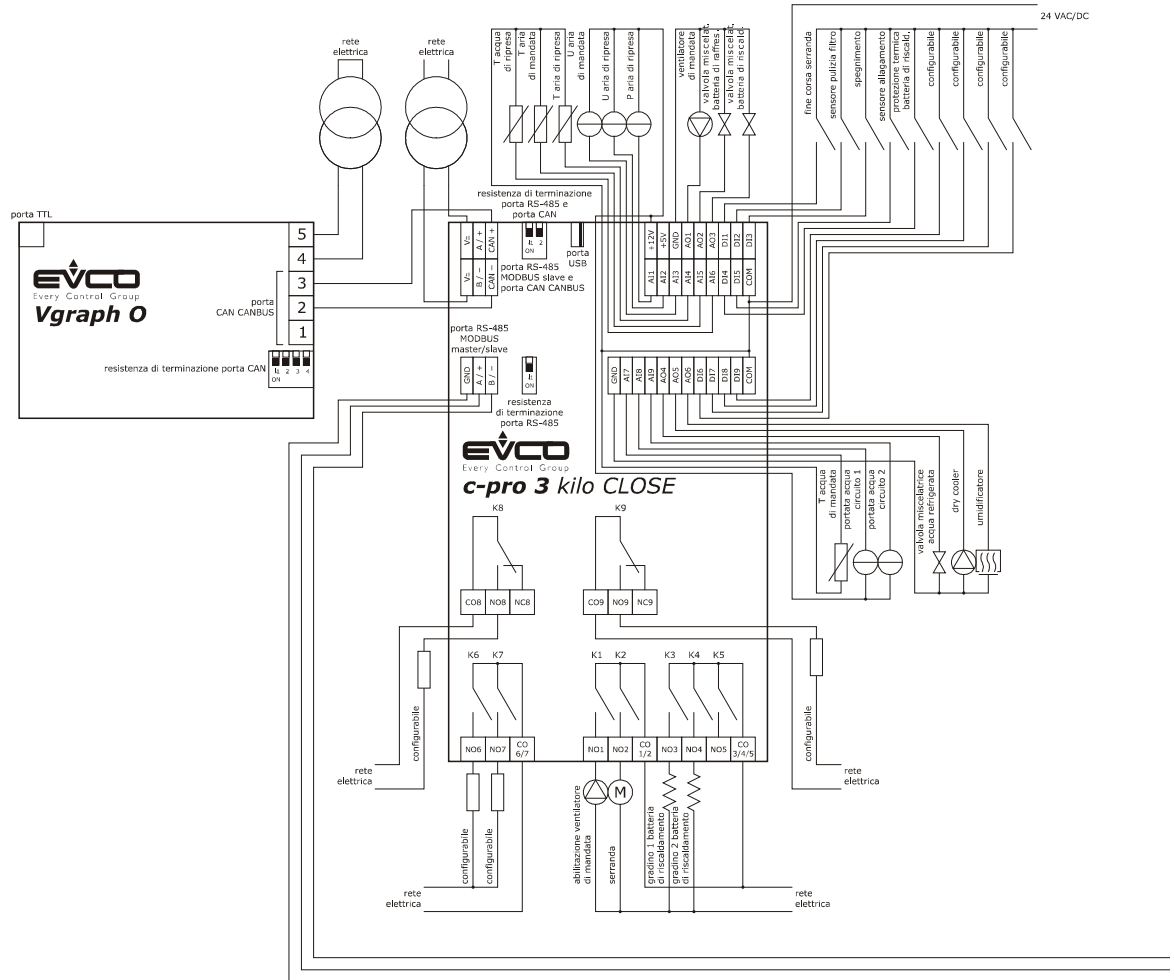 24 VAC/DC
rete
elettrica
rete
elettrica
T acqua
di ripresa
T aria
di mandata
T aria di ripresa
U aria
di mandata
U aria di ripresa
P aria di ripresa
ventilatore
di mandata
valvola miscelat.
batteria di raffres.
valvola miscelat.
batteria di riscald.
fine corsa serranda
sensore pulizia filtro
spegnimento
sensore allagamento
protezione termica
batteria di riscald.
configurabile
configurabile
configurabile
configurabile
porta TTL
EVCO
Every Control Group
Vgraph O
5
4
3
2
1
porta
CAN CANBUS
resistenza di terminazione porta CAN
1 2 3 4
ON
resistenza di terminazione
porta RS-485 e
porta CAN
V=
A / +
CAN +
V=
B / −
CAN −
1 2
ON
porta
USB
porta RS-485
MODBUS slave e
porta CAN CANBUS
+12V
+5V
GND
AO1
AO2
AO3
DI1
DI2
DI3
AI1
AI2
AI3
AI4
AI5
AI6
DI4
DI5
COM
porta RS-485
MODBUS
master/slave
GND
A / +
B / −
1
ON
resistenza
di terminazione
porta RS-485
GND
AI7
AI8
AI9
AO4
AO5
AO6
DI6
DI7
DI8
DI9
COM
EVCO
Every Control Group
c-pro 3 kilo CLOSE
T acqua
di mandata
portata acqua
circuito 1
portata acqua
circuito 2
valvola miscelatrice
acqua refrigerata
dry cooler
umidificatore
K8
K9
CO8
NO8
NC8
CO9
NO9
NC9
K6
K7
K1
K2
K3
K4
K5
configurabile
configurabile
NO6
NO7
CO
6/7
NO1
NO2
CO
1/2
NO3
NO4
NO5
CO
3/4/5
rete
elettrica
rete
elettrica
M
configurabile
configurabile
abilitazione ventilatore
di mandata
serranda
gradino 1 batteria
di riscaldamento
gradino 2 batteria
di riscaldamento
rete
elettrica
rete
elettrica